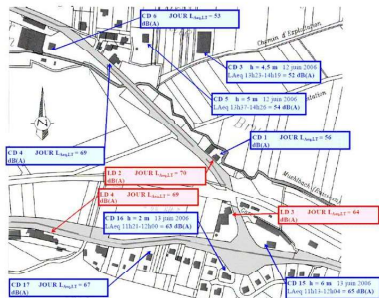 CD 6 JOUR LAeq,LT = 53
dB(A)
Chemin d'Exploitation
CD 3 h = 4,5 m 12 juin 2006
LAeq 13h23-14h19 = 52 dB(A)
CD 5 h = 5 m 12 juin 2006
LAeq 13h37-14h26 = 54 dB(A)
CD 1 JOUR LAeq,LT = 56
dB(A)
CD 4 JOUR LAeq,LT = 69
dB(A)
LD 2 JOUR LAeq,LT = 70
dB(A)
LD 4 JOUR LAeq,LT = 69
dB(A)
CD 16 h = 2 m 13 juin 2006
LAeq 11h21-12h00 = 63 dB(A)
LD 3 JOUR LAeq,LT = 64
dB(A)
CD 17 JOUR LAeq,LT = 67
dB(A)
CD 15 h = 6 m 13 juin 2006
LAeq 11h13-12h04 = 65 dB(A)